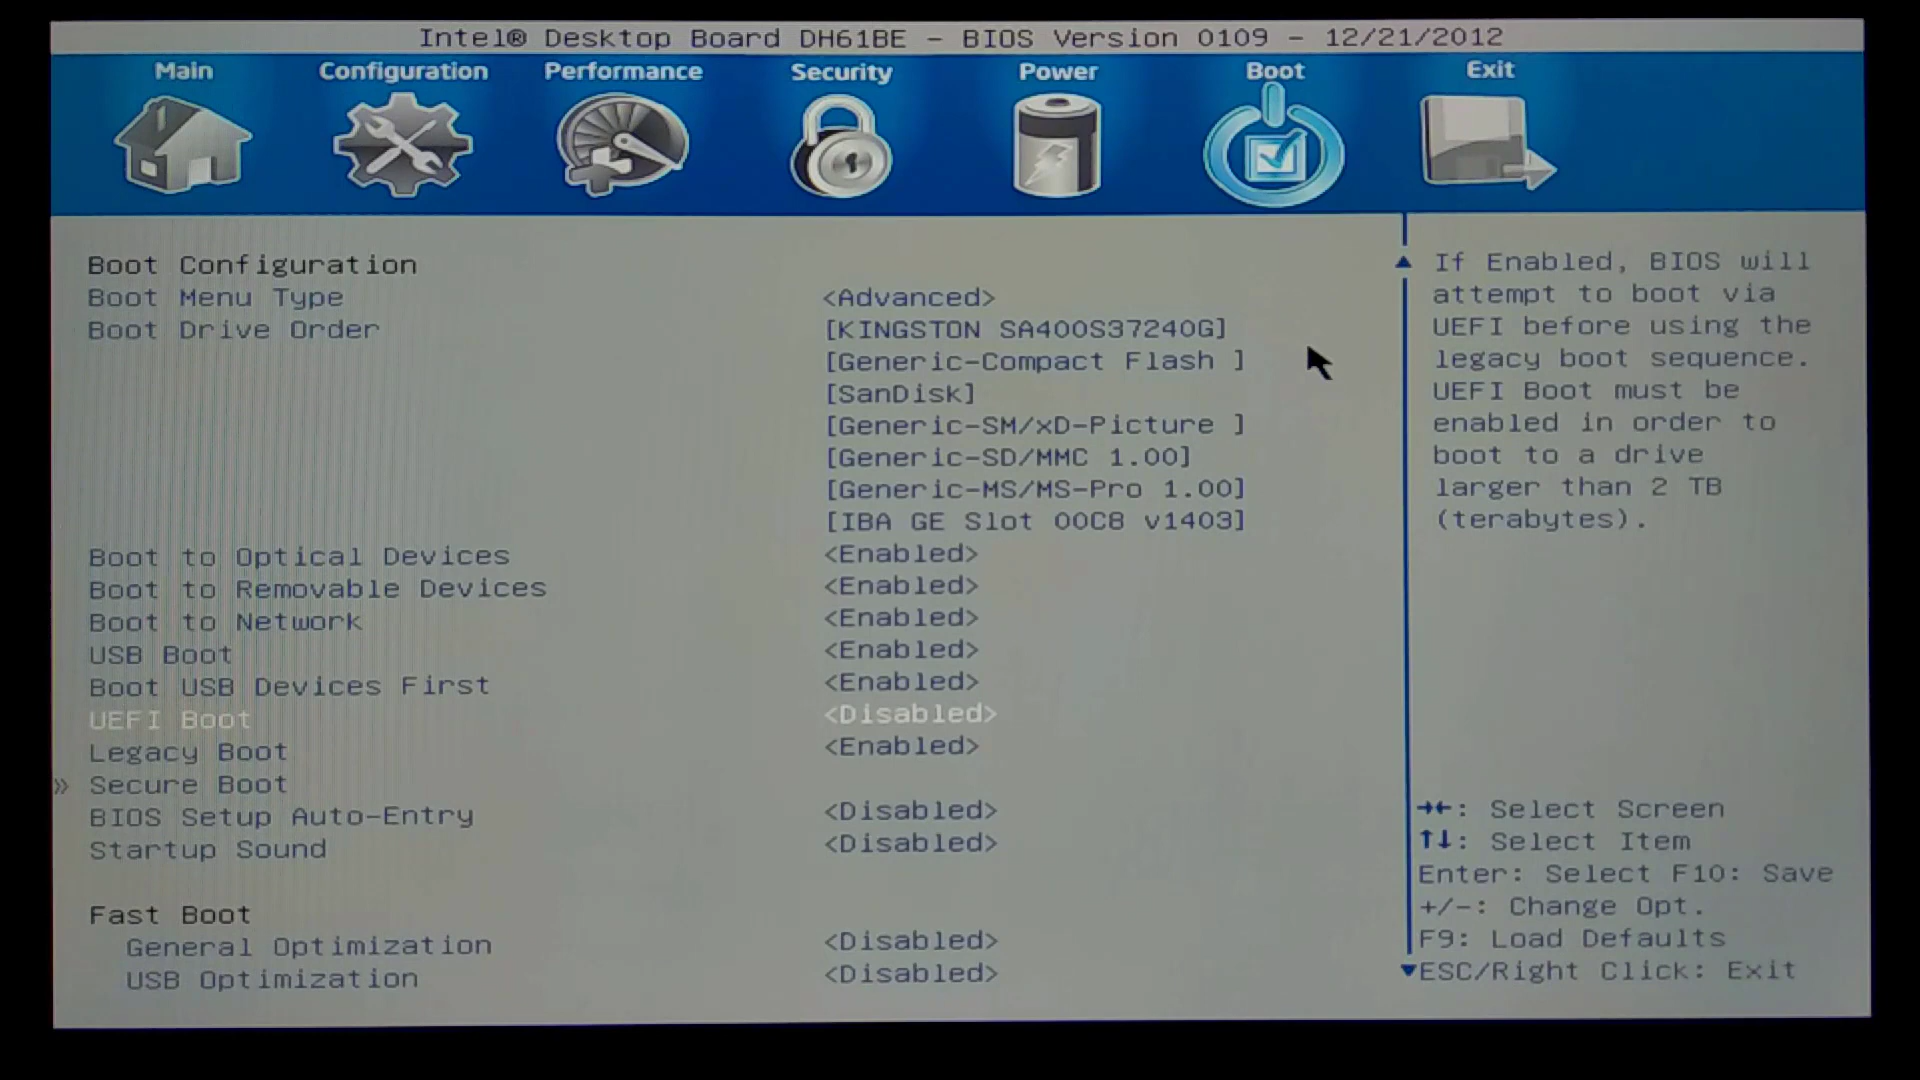 Intel® Desktop Board DH61BE - BIOS Version 0109 - 12/21/2012
Main Configuration Performance Security Power Boot Exit
Boot Configuration
Boot Menu Type <Advanced>
Boot Drive Order [KINGSTON SA400S37240G]
[Generic-Compact Flash ]
[SanDisk]
[Generic-SM/xD-Picture ]
[Generic-SD/MMC 1.00]
[Generic-MS/MS-Pro 1.00]
[IBA GE Slot 00C8 v1403]
Boot to Optical Devices <Enabled>
Boot to Removable Devices <Enabled>
Boot to Network <Enabled>
USB Boot <Enabled>
Boot USB Devices First <Enabled>
UEFI Boot <Disabled>
Legacy Boot <Enabled>
» Secure Boot
BIOS Setup Auto-Entry <Disabled>
Startup Sound <Disabled>
Fast Boot
General Optimization <Disabled>
USB Optimization <Disabled>
If Enabled, BIOS will
attempt to boot via
UEFI before using the
legacy boot sequence.
UEFI Boot must be
enabled in order to
boot to a drive
larger than 2 TB
(terabytes).
→←: Select Screen
↑↓: Select Item
Enter: Select F10: Save
+/-: Change Opt.
F9: Load Defaults
ESC/Right Click: Exit